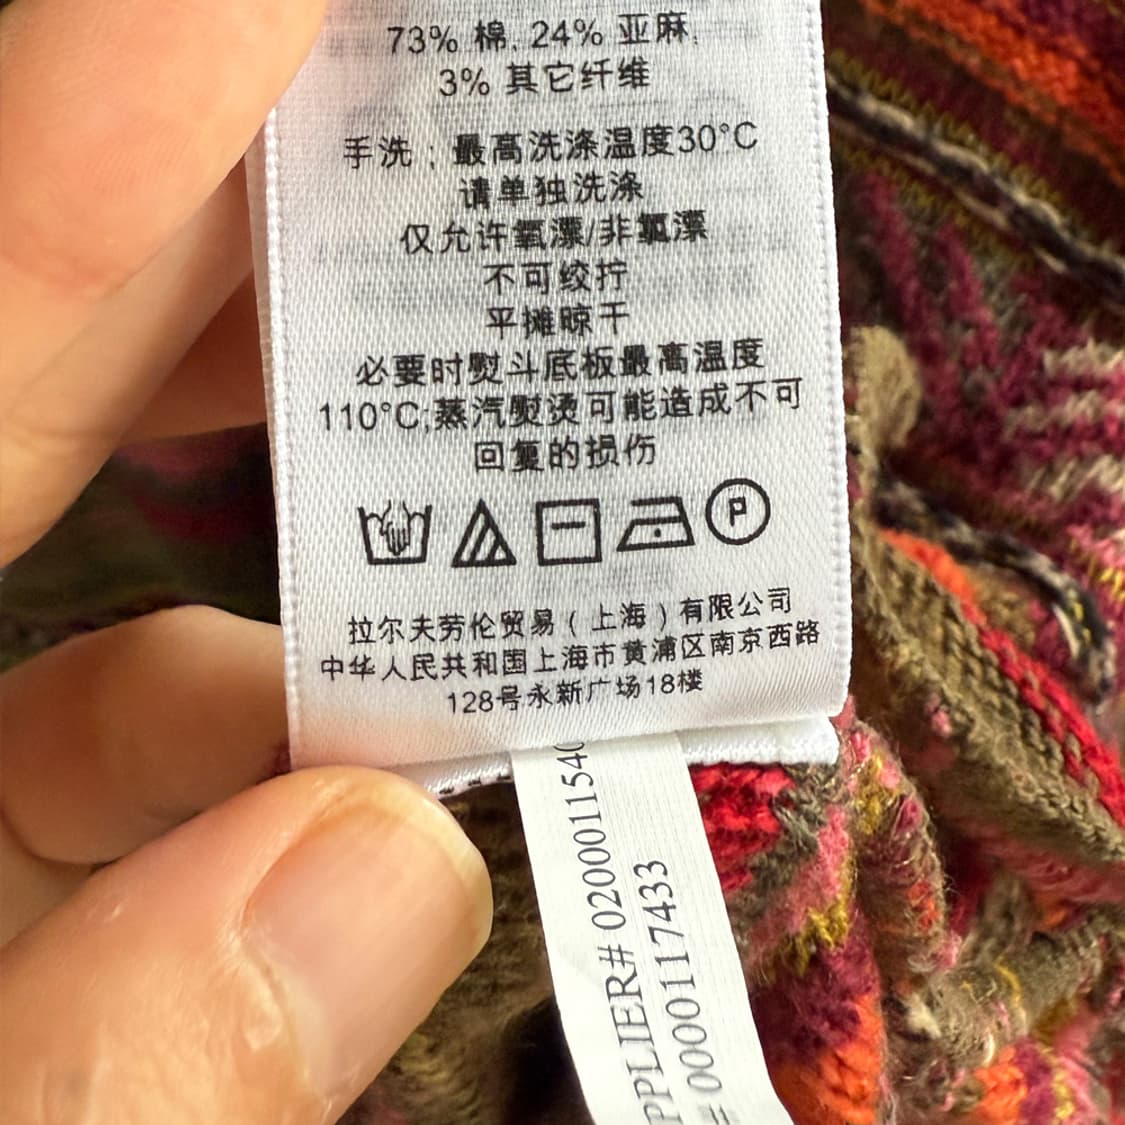 73% 棉, 24% 亚麻,
3% 其它纤维
手洗；最高洗涤温度30°C
请单独洗涤
仅允许氧漂/非氯漂
不可绞拧
平摊晾干
必要时熨斗底板最高温度
110°C;蒸汽熨烫可能造成不可
回复的损伤
P
拉尔夫劳伦贸易（上海）有限公司
中华人民共和国上海市黄浦区南京西路
128号永新广场18楼
PPLIER# 020001154
# 0000117433